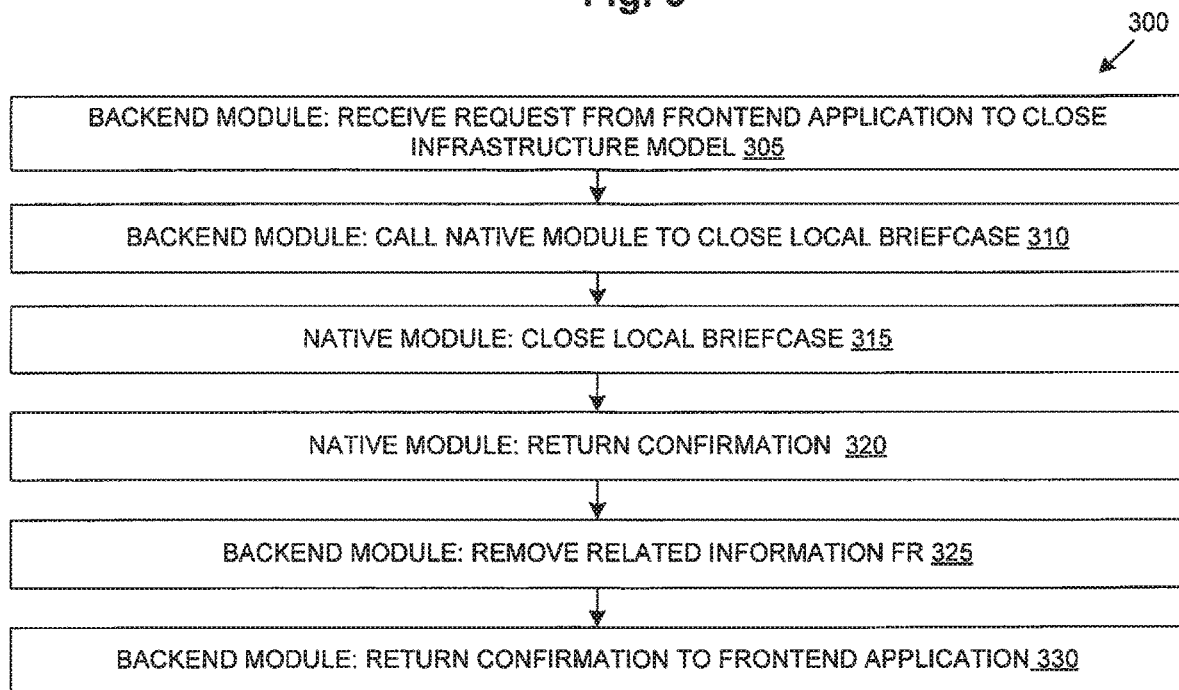 300
BACKEND MODULE: RECEIVE REQUEST FROM FRONTEND APPLICATION TO CLOSE
INFRASTRUCTURE MODEL 305
BACKEND MODULE: CALL NATIVE MODULE TO CLOSE LOCAL BRIEFCASE 310
NATIVE MODULE: CLOSE LOCAL BRIEFCASE 315
NATIVE MODULE: RETURN CONFIRMATION 320
BACKEND MODULE: REMOVE RELATED INFORMATION FR 325
BACKEND MODULE: RETURN CONFIRMATION TO FRONTEND APPLICATION 330